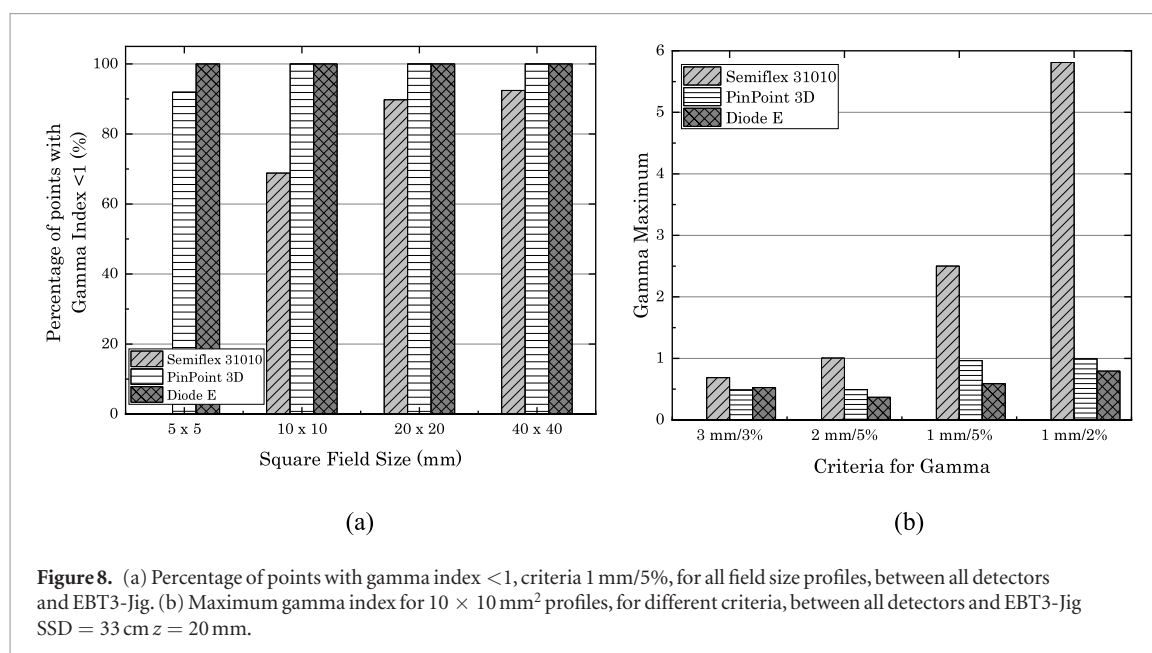 100
80
60
40
20
0
Percentage of points with
Gamma Index <1 (%)
Semiflex 31010
PinPoint 3D
Diode E
5 x 5
10 x 10
20 x 20
40 x 40
Square Field Size (mm)
(a)
6
5
4
3
2
1
0
Gamma Maximum
Semiflex 31010
PinPoint 3D
Diode E
3 mm/3%
2 mm/5%
1 mm/5%
1 mm/2%
Criteria for Gamma
(b)
Figure 8. (a) Percentage of points with gamma index <1, criteria 1 mm/5%, for all field size profiles, between all detectors
and EBT3-Jig. (b) Maximum gamma index for 10 × 10 mm² profiles, for different criteria, between all detectors and EBT3-Jig
SSD = 33 cm z = 20 mm.